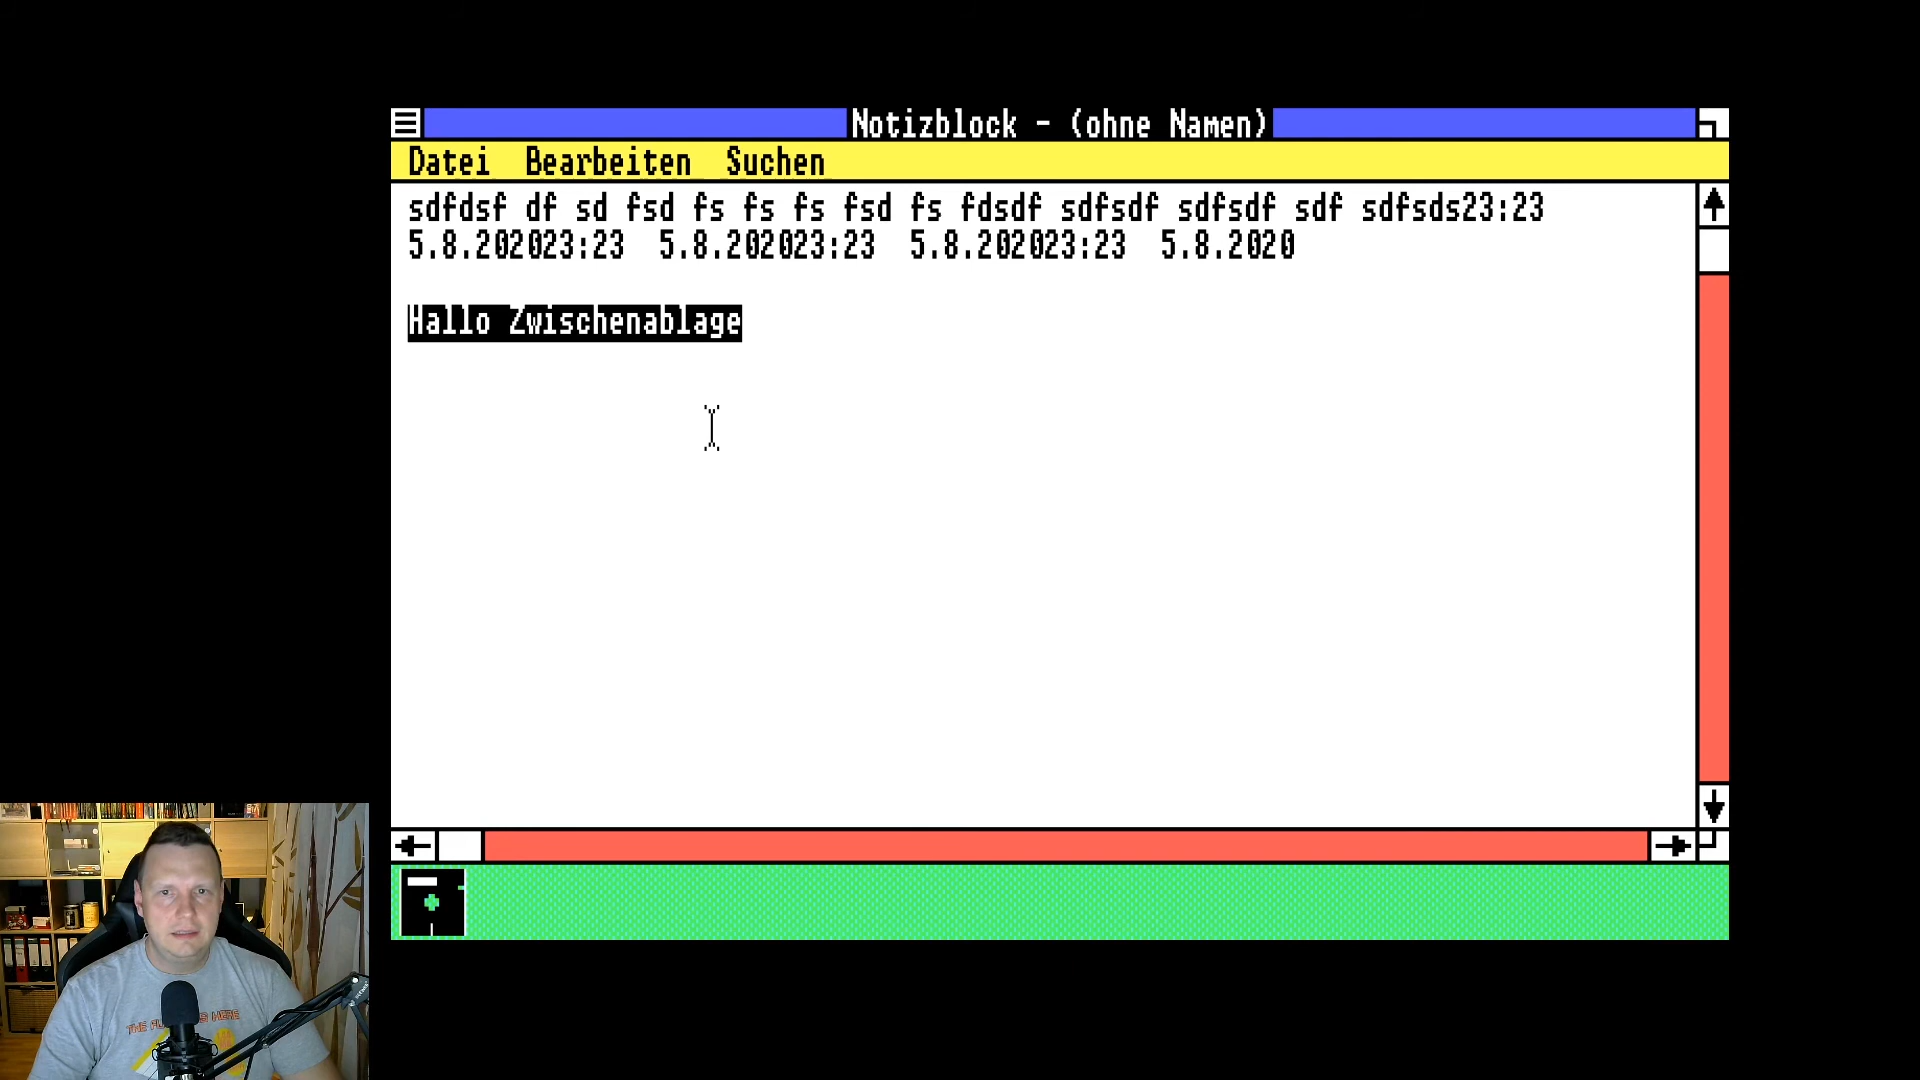 Notizblock - (ohne Namen)
Datei Bearbeiten Suchen
sdfdsf df sd fsd fs fs fs fsd fs fdsdf sdfsdf sdfsdf sdf sdfsds23:23
5.8.202023:23 5.8.202023:23 5.8.202023:23 5.8.2020
Hallo Zwischenablage